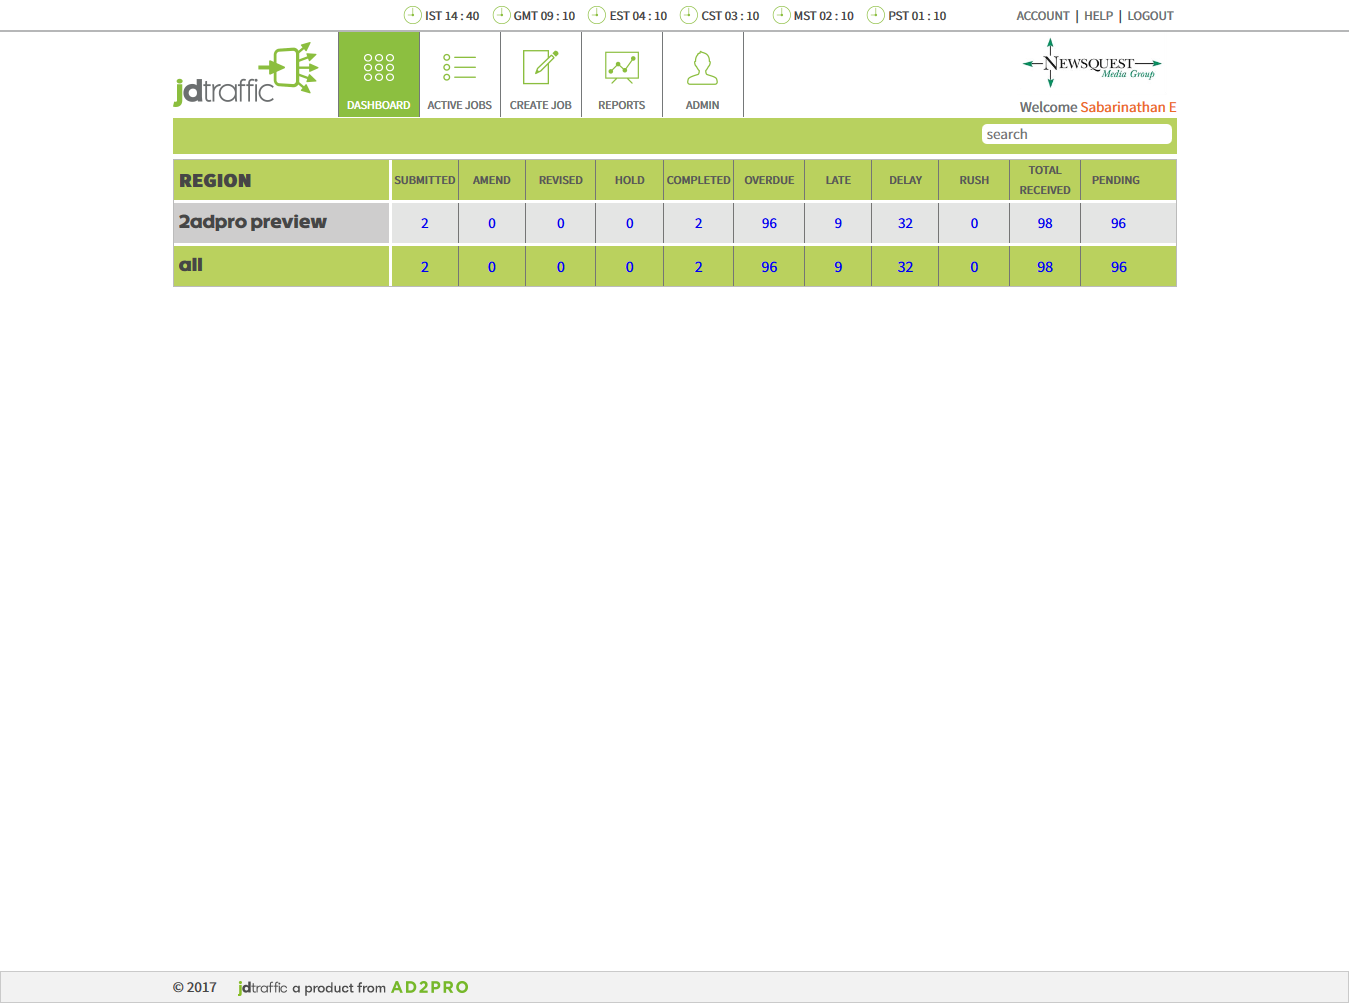 IST 14 : 40 GMT 09 : 10 EST 04 : 10 CST 03 : 10 MST 02 : 10 PST 01 : 10 ACCOUNT | HELP | LOGOUT
jdtraffic
NEWSQUEST
Media Group
DASHBOARD ACTIVE JOBS CREATE JOB REPORTS ADMIN
Welcome Sabarinathan E
search
REGION SUBMITTED AMEND REVISED HOLD COMPLETED OVERDUE LATE DELAY RUSH TOTAL RECEIVED PENDING
2adpro preview 2 0 0 0 2 96 9 32 0 98 96
all 2 0 0 0 2 96 9 32 0 98 96
© 2017 jdtraffic a product from AD2PRO